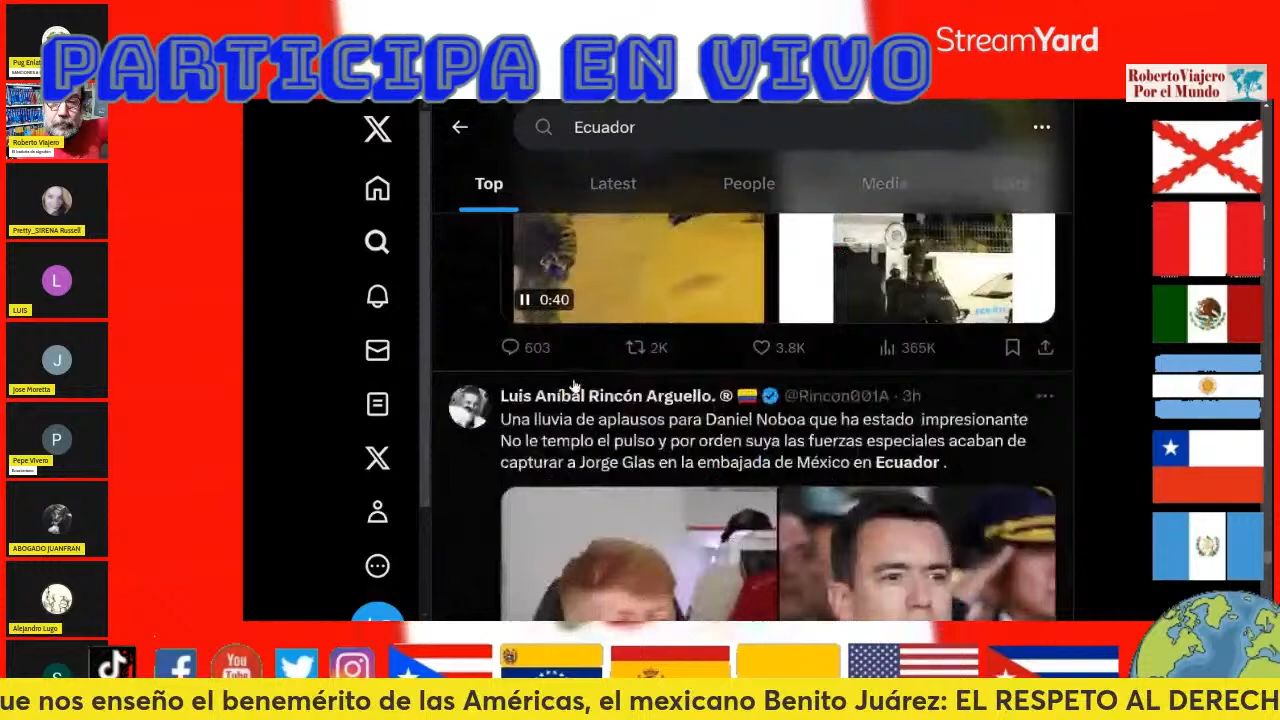 PARTICIPA EN VIVO
StreamYard
RobertoViajero
Por el Mundo
Roberto Viajero
Pretty_SIRENA Russell
L
LUIS
J
Jose Moretta
P
Pepe Vivero
ABOGADO JUANFRAN
Alejandro Lugo
Ecuador
Top
Latest
People
Media
0:40
603
2K
3.8K
365K
Luis Aníbal Rincón Arguello. ®
@Rincon001A · 3h
Una lluvia de aplausos para Daniel Noboa que ha estado impresionante
No le templo el pulso y por orden suya las fuerzas especiales acaban de
capturar a Jorge Glas en la embajada de México en Ecuador .
You
Tube
ue nos enseño el benemérito de las Américas, el mexicano Benito Juárez: EL RESPETO AL DERECH